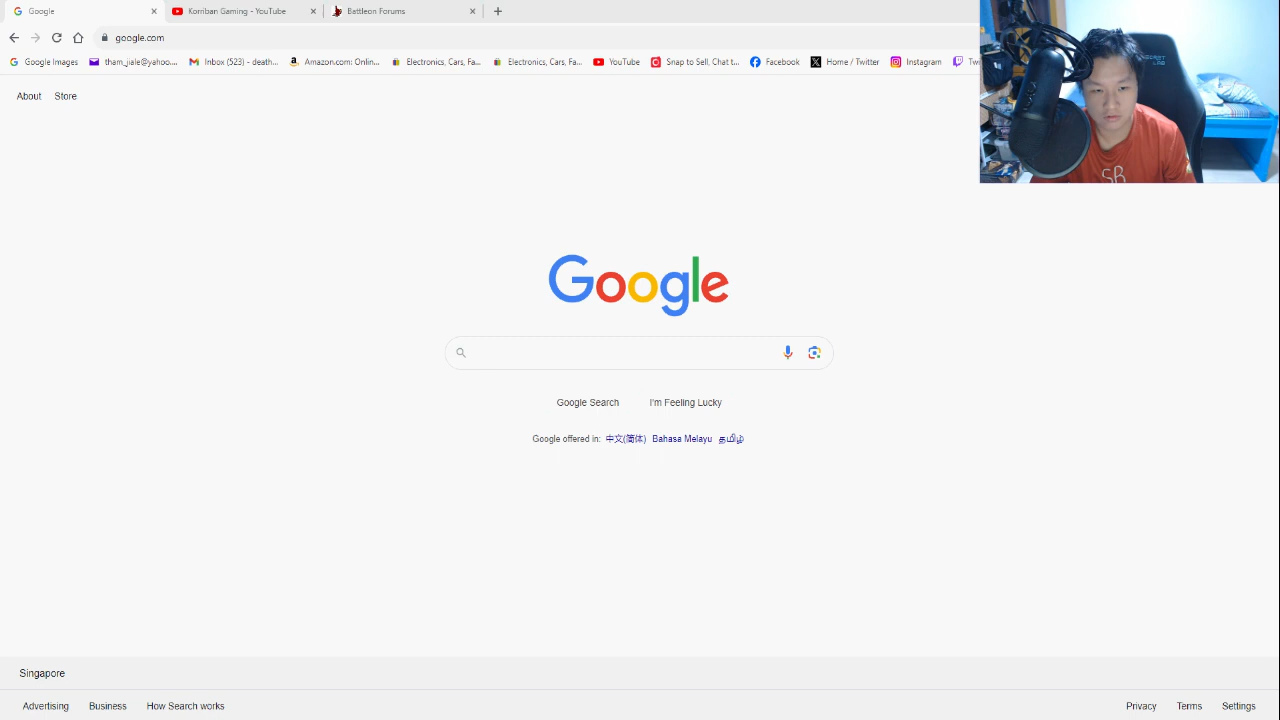 Google
Korriban Gaming - YouTube
Battleon Forums
google.com
Google Images
tham_jiale@yahoo....
Inbox (523) - death...
Amazon.com: Onlin...
Electronics, Cars, Fa...
Electronics, Cars, Fa...
YouTube
Snap to Sell, Chat t...
Facebook
Home / Twitter
Instagram
Tw
About Store
SR
Google
Google Search I'm Feeling Lucky
Google offered in: 中文(简体) Bahasa Melayu தமிழ்
Singapore
Advertising Business How Search works
Privacy Terms Settings